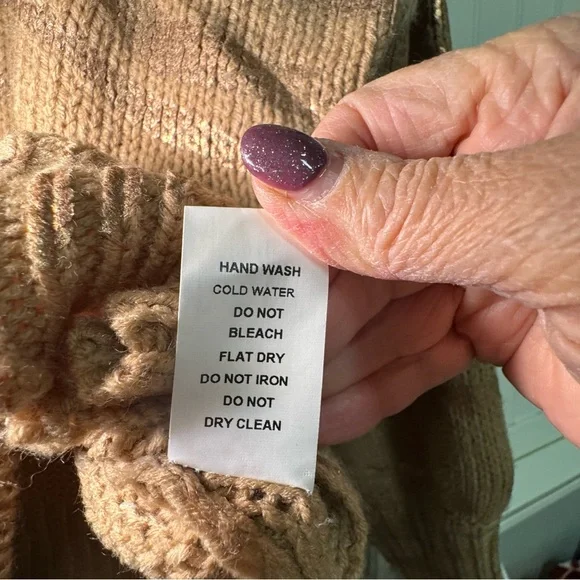 HAND WASH
COLD WATER
DO NOT
BLEACH
FLAT DRY
DO NOT IRON
DO NOT
DRY CLEAN